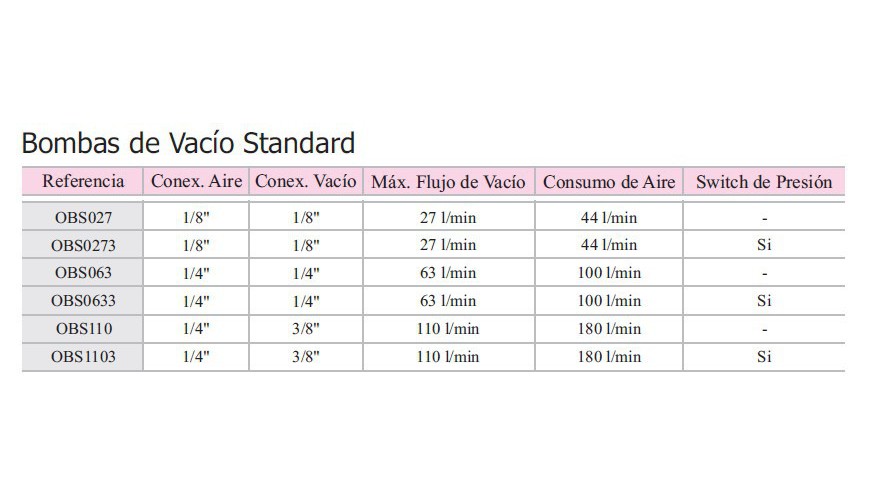 Bombas de Vacío Standard
Referencia Conex. Aire Conex. Vacío Máx. Flujo de Vacío Consumo de Aire Switch de Presión
OBS027 1/8" 1/8" 27 l/min 44 l/min -
OBS0273 1/8" 1/8" 27 l/min 44 l/min Si
OBS063 1/4" 1/4" 63 l/min 100 l/min -
OBS0633 1/4" 1/4" 63 l/min 100 l/min Si
OBS110 1/4" 3/8" 110 l/min 180 l/min -
OBS1103 1/4" 3/8" 110 l/min 180 l/min Si